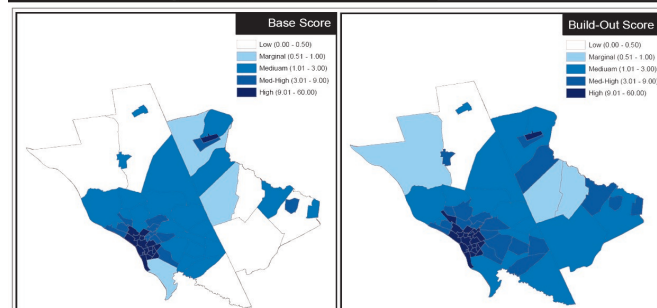 Base Score
Low (0.00 - 0.50)
Marginal (0.51 - 1.00)
Mediuam (1.01 - 3.00)
Med-High (3.01 - 9.00)
High (9.01 - 60.00)
Build-Out Score
Low (0.00 - 0.50)
Marginal (0.51 - 1.00)
Mediuam (1.01 - 3.00)
Med-High (3.01 - 9.00)
High (9.01 - 60.00)